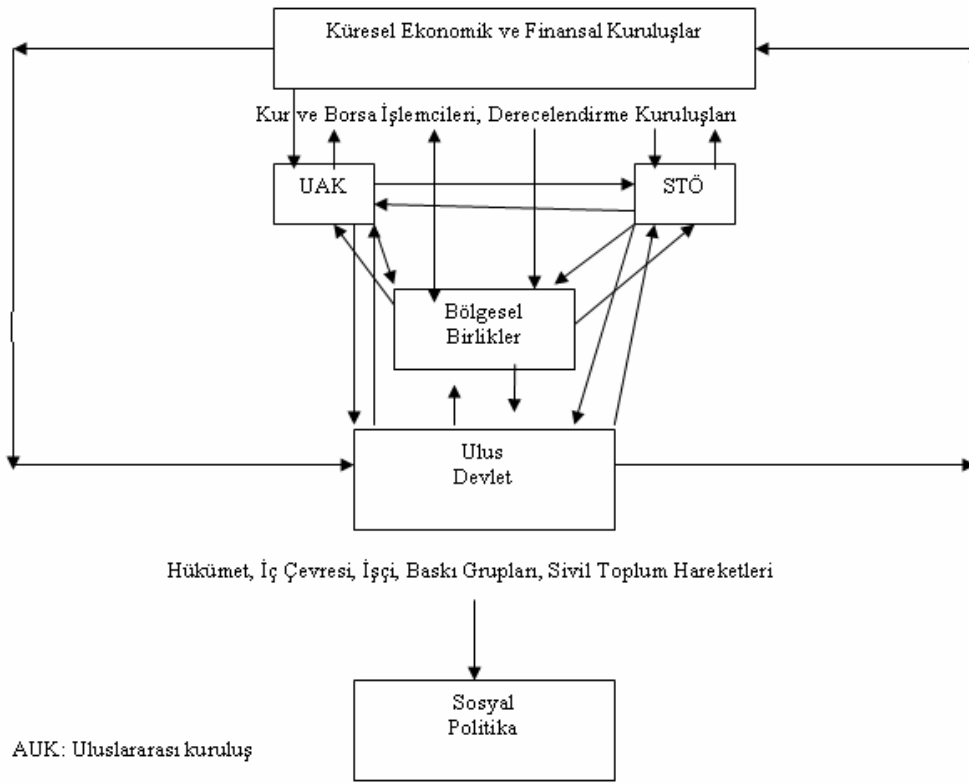 Küresel Ekonomik ve Finansal Kuruluşlar
Kur ve Borsa İşlemcileri, Derecelendirme Kuruluşları
UAK
STÖ
Bölgesel
Birlikler
Ulus
Devlet
Hükümet, İç Çevresi, İşçi, Baskı Grupları, Sivil Toplum Hareketleri
Sosyal
Politika
AUK: Uluslararası kuruluş